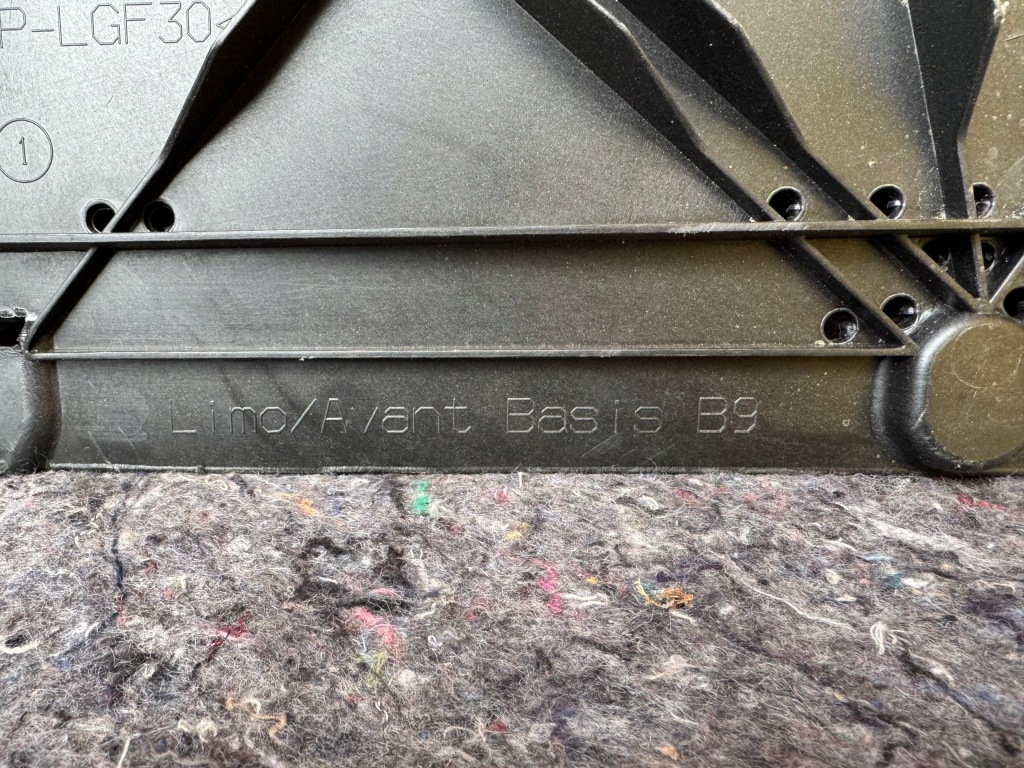 P-LGF30<
1
Limo/Avant Basis B9